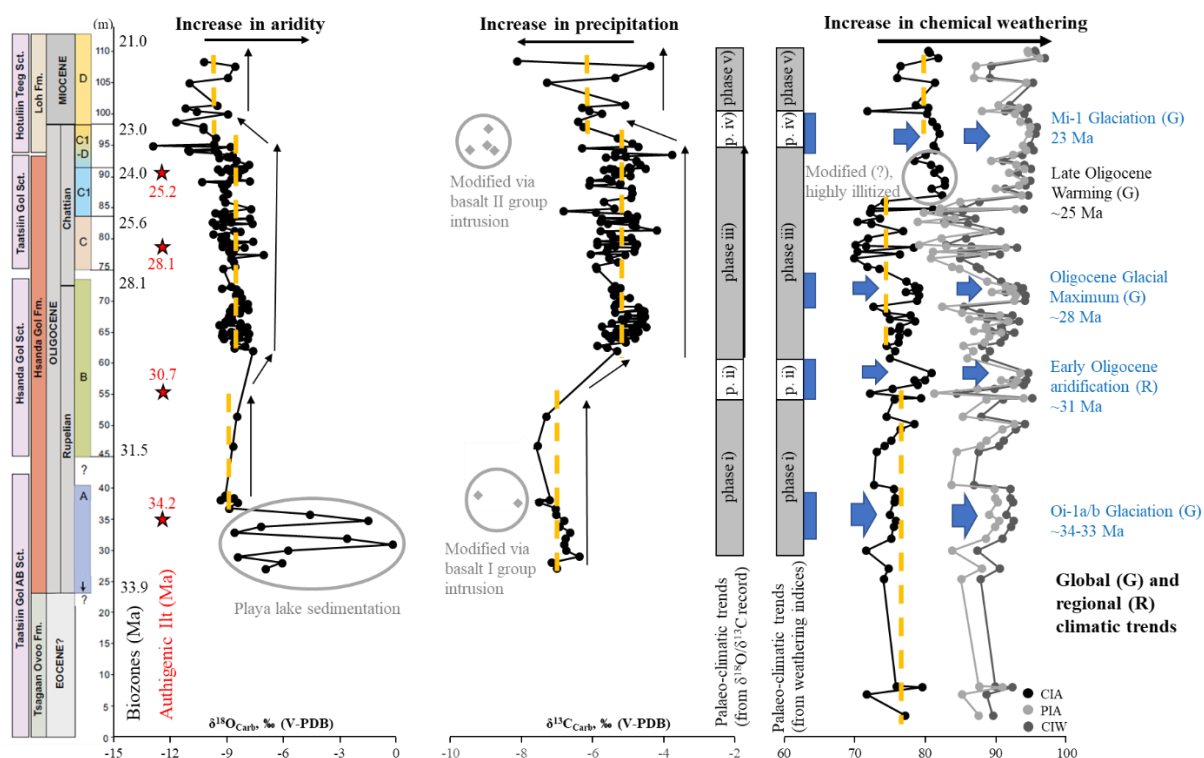 Increase in aridity
Increase in precipitation
Increase in chemical weathering
(m)
Hotuliin Teeg Sct.
Taatsiin Gol Sct.
Hsanda Gol Sct.
Taatsiin GolAB Sct.
Loh Fm.
Hsanda Gol Fm.
Tsagaan Ovoo Fm.
MIOCENE
OLIGOCENE
EOCENE?
Chattian
Rupelian
D
C1
-D
C1
C
B
?
A
?
110
105
100
95
90
85
80
75
70
65
60
55
50
45
40
35
30
25
20
15
10
5
0
21.0
23.0
24.0
25.6
28.1
31.5
33.9
25.2
28.1
30.7
34.2
Biozones (Ma)
Authigenic Ilt (Ma)
Playa lake sedimentation
δ18OCarb, ‰ (V-PDB)
-15
-12
-9
-6
-3
0
Modified via
basalt II group
intrusion
Modified via
basalt I group
intrusion
δ13CCarb, ‰ (V-PDB)
-10
-8
-6
-4
-2
phase v)
p. iv)
phase iii)
p. ii)
phase i)
Palaeo-climatic trends
(from δ18O/δ13C record)
phase v)
p. iv)
phase iii)
p. ii)
phase i)
Palaeo-climatic trends
(from weathering indices)
Modified (?),
highly illitized
60
70
80
90
100
Mi-1 Glaciation (G)
23 Ma
Late Oligocene
Warming (G)
~25 Ma
Oligocene Glacial
Maximum (G)
~28 Ma
Early Oligocene
aridification (R)
~31 Ma
Oi-1a/b Glaciation (G)
~34-33 Ma
Global (G) and
regional (R)
climatic trends
CIA
PIA
CIW